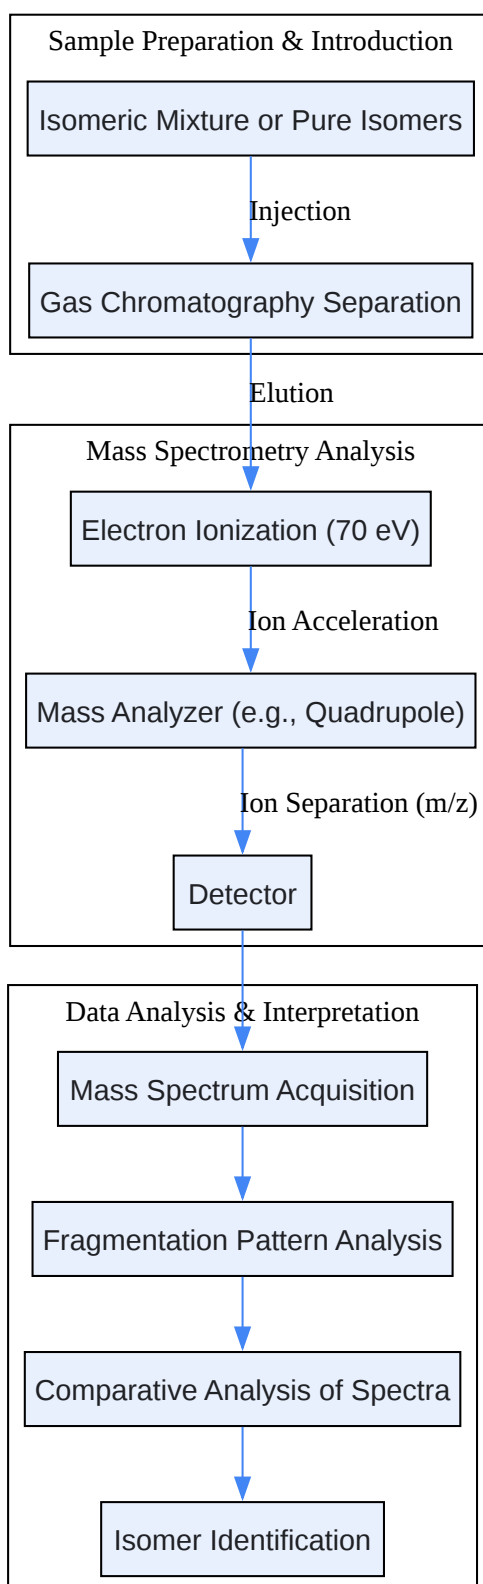 Sample Preparation & Introduction
Isomeric Mixture or Pure Isomers
Injection
Gas Chromatography Separation
Elution
Mass Spectrometry Analysis
Electron Ionization (70 eV)
Ion Acceleration
Mass Analyzer (e.g., Quadrupole)
Ion Separation (m/z)
Detector
Data Analysis & Interpretation
Mass Spectrum Acquisition
Fragmentation Pattern Analysis
Comparative Analysis of Spectra
Isomer Identification